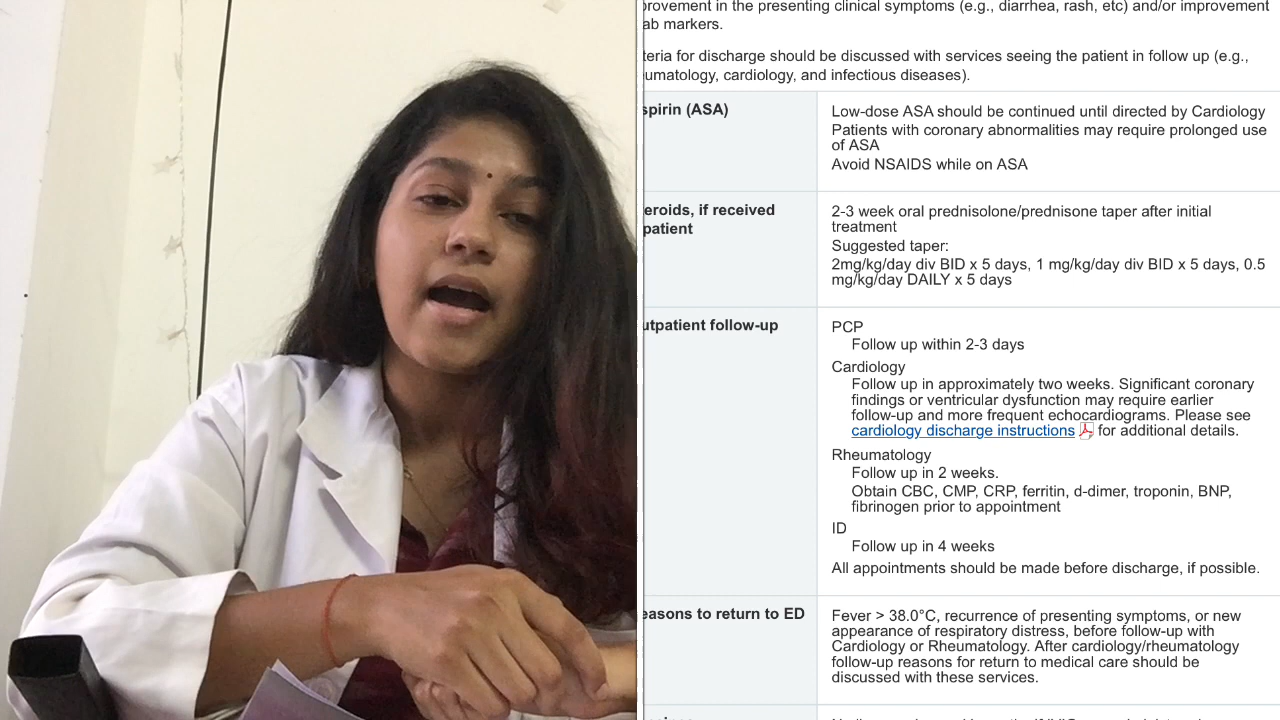 provement in the presenting clinical symptoms (e.g., diarrhea, rash, etc) and/or improvement
ab markers.
teria for discharge should be discussed with services seeing the patient in follow up (e.g.,
eumatology, cardiology, and infectious diseases).
spirin (ASA)
Low-dose ASA should be continued until directed by Cardiology
Patients with coronary abnormalities may require prolonged use
of ASA
Avoid NSAIDS while on ASA
eroids, if received
patient
2-3 week oral prednisolone/prednisone taper after initial
treatment
Suggested taper:
2mg/kg/day div BID x 5 days, 1 mg/kg/day div BID x 5 days, 0.5
mg/kg/day DAILY x 5 days
utpatient follow-up
PCP
Follow up within 2-3 days
Cardiology
Follow up in approximately two weeks. Significant coronary
findings or ventricular dysfunction may require earlier
follow-up and more frequent echocardiograms. Please see
cardiology discharge instructions for additional details.
Rheumatology
Follow up in 2 weeks.
Obtain CBC, CMP, CRP, ferritin, d-dimer, troponin, BNP,
fibrinogen prior to appointment
ID
Follow up in 4 weeks
All appointments should be made before discharge, if possible.
easons to return to ED
Fever > 38.0°C, recurrence of presenting symptoms, or new
appearance of respiratory distress, before follow-up with
Cardiology or Rheumatology. After cardiology/rheumatology
follow-up reasons for return to medical care should be
discussed with these services.